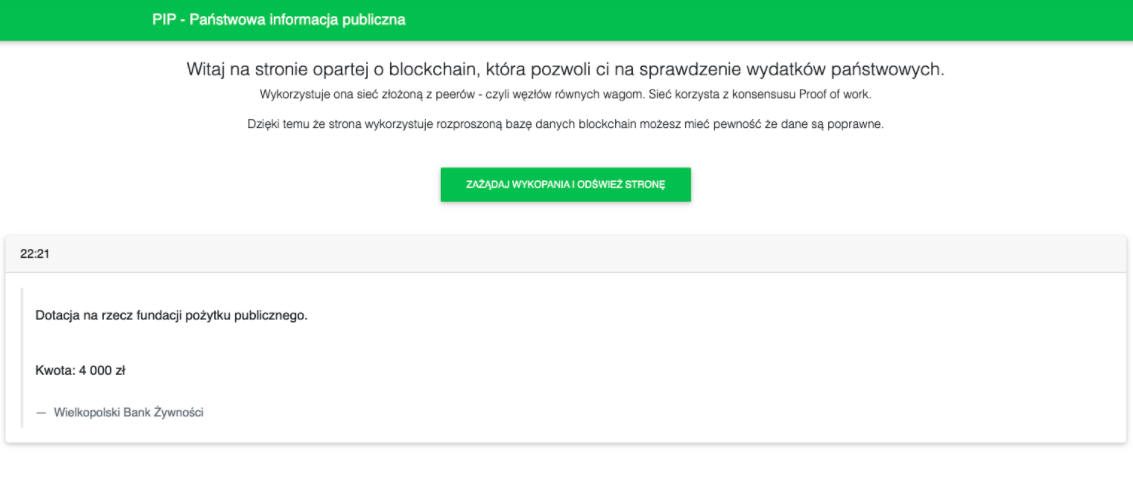 PIP - Państwowa informacja publiczna
Witaj na stronie opartej o blockchain, która pozwoli ci na sprawdzenie wydatków państwowych.
Wykorzystuje ona sieć złożoną z peerów - czyli węzłów równych wagom. Sieć korzysta z konsensusu Proof of work.
Dzięki temu że strona wykorzystuje rozproszoną bazę danych blockchain możesz mieć pewność że dane są poprawne.
ZAŻĄDAJ WYKOPANIA I ODŚWIEŻ STRONĘ
22:21
Dotacja na rzecz fundacji pożytku publicznego.
Kwota: 4 000 zł
— Wielkopolski Bank Żywności